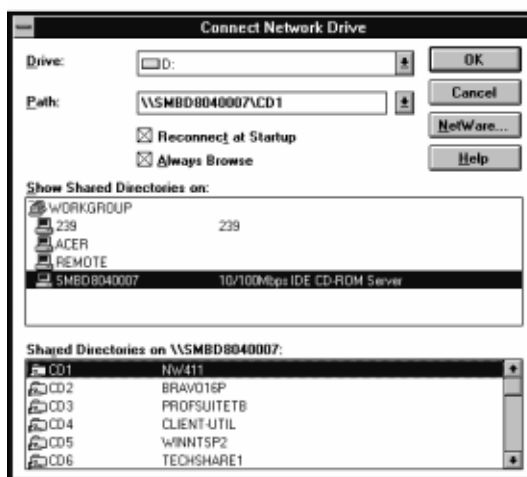 Connect Network Drive
Drive: D: OK
Path: \\SMBD8040007\CD1 Cancel
Reconnect at Startup NetWare...
Always Browse Help
Show Shared Directories on:
WORKGROUP
239 239
ACER
REMOTE
SMBD8040007 10/100Mbps IDE CD-ROM Server
Shared Directories on \\SMBD8040007:
CD1 NW411
CD2 BRAVO16P
CD3 PROFSUITETB
CD4 CLIENT-UTIL
CD5 WINNTSP2
CD6 TECHSHARE1